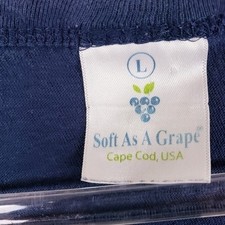 L
Soft As A Grape
Cape Cod, USA